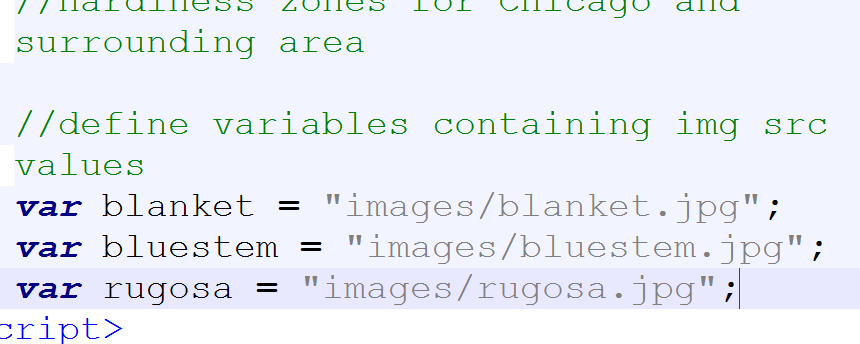 //hardiness zones for Chicago and
surrounding area
//define variables containing img src
values
var blanket = "images/blanket.jpg";
var bluestem = "images/bluestem.jpg";
var rugosa = "images/rugosa.jpg";
cript>